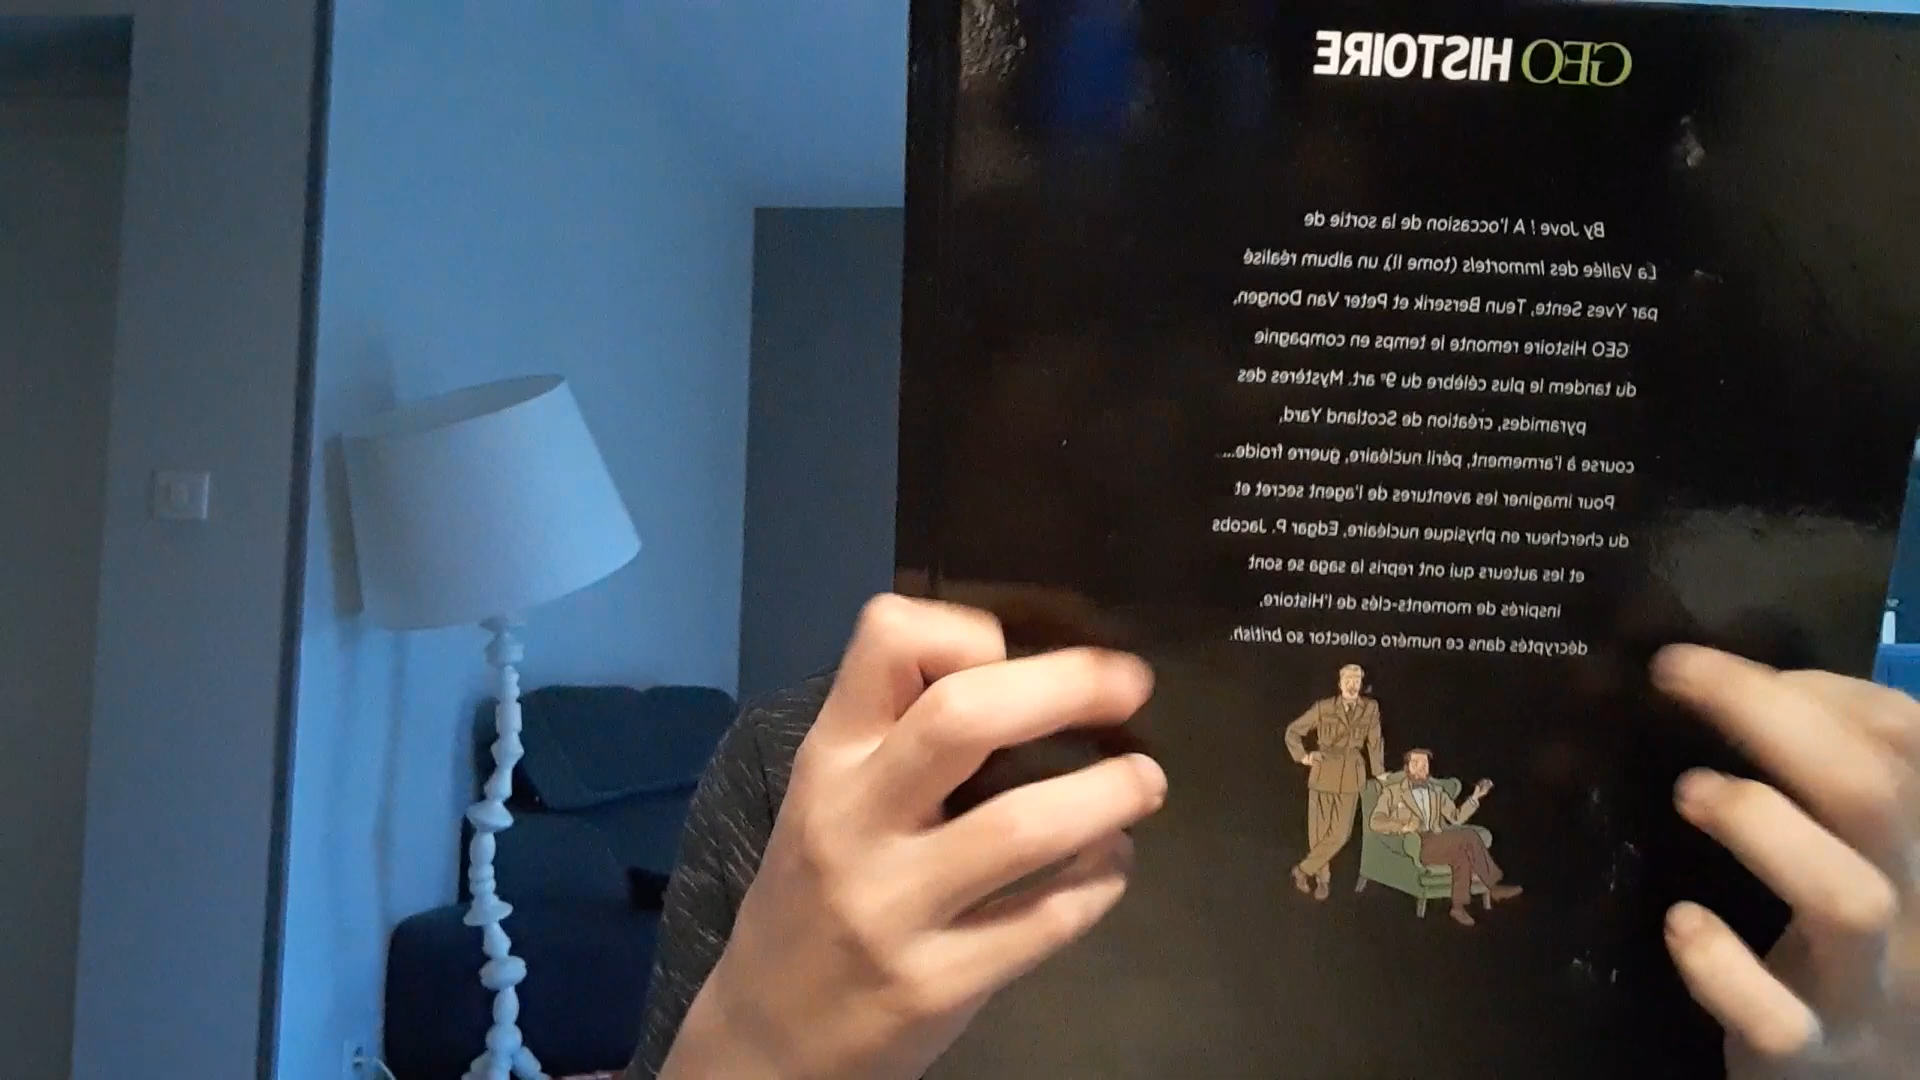 GEO HISTOIRE
By Jove ! A l'occasion de la sortie de
La Vallée des Immortels (tome II), un album réalisé
par Yves Sente, Teun Berserik et Peter Van Dongen,
GEO Histoire remonte le temps en compagnie
du tandem le plus célèbre du 9e art. Mystères des
pyramides, création de Scotland Yard,
course à l'armement, péril nucléaire, guerre froide...
Pour imaginer les aventures de l'agent secret et
du chercheur en physique nucléaire, Edgar P. Jacobs
et les auteurs qui ont repris la saga se sont
inspirés de moments-clés de l'Histoire,
décryptés dans ce numéro collector so british.